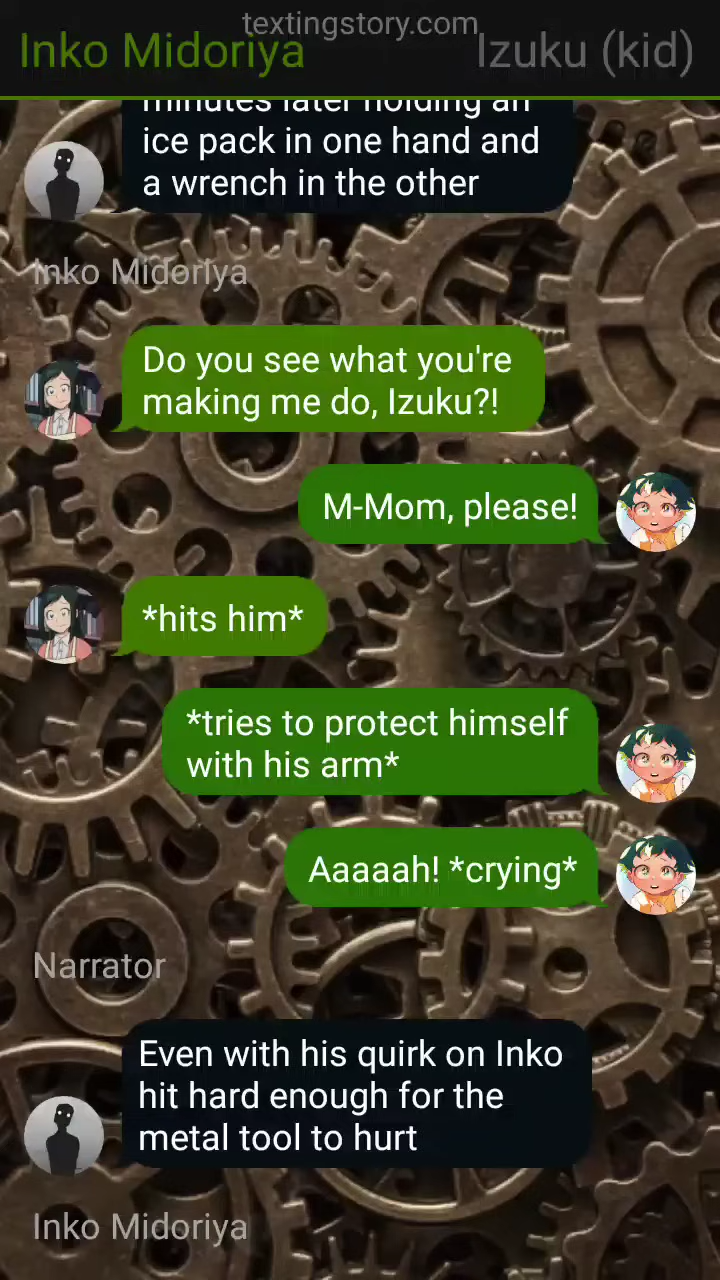 textingstory.com
Inko Midoriya
Izuku (kid)
minutes later holding an
ice pack in one hand and
a wrench in the other
Inko Midoriya
Do you see what you're
making me do, Izuku?!
M-Mom, please!
*hits him*
*tries to protect himself
with his arm*
Aaaaah! *crying*
Narrator
Even with his quirk on Inko
hit hard enough for the
metal tool to hurt
Inko Midoriya